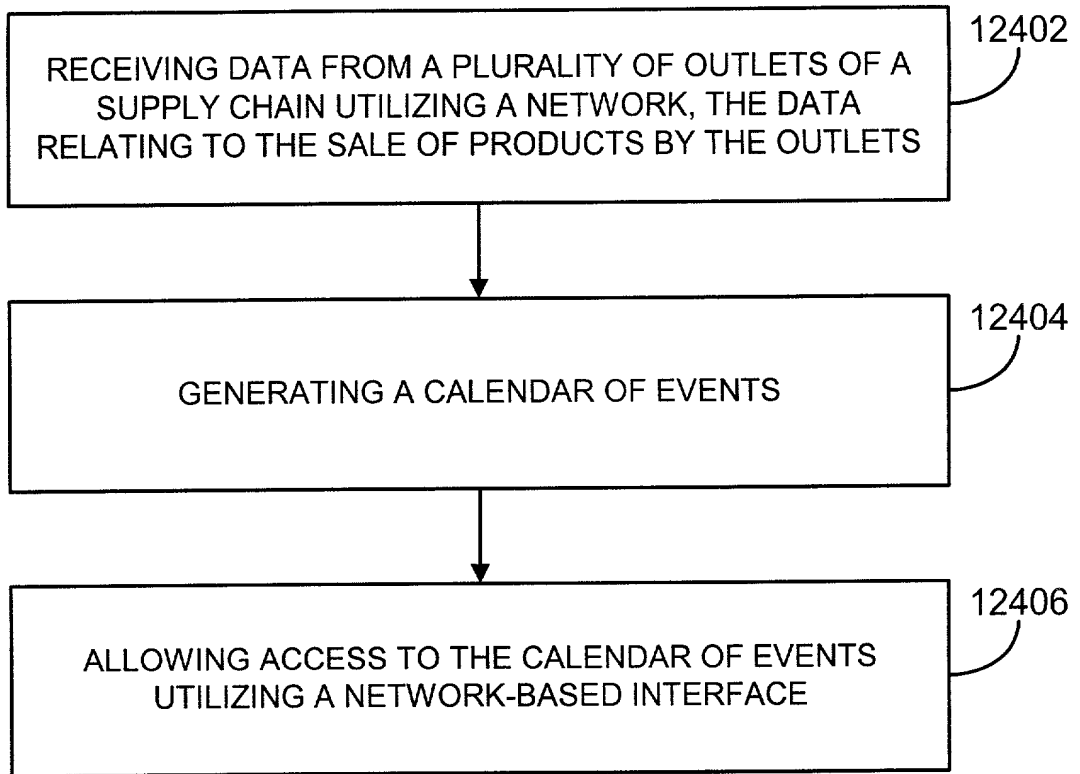 12402
RECEIVING DATA FROM A PLURALITY OF OUTLETS OF A
SUPPLY CHAIN UTILIZING A NETWORK, THE DATA
RELATING TO THE SALE OF PRODUCTS BY THE OUTLETS
12404
GENERATING A CALENDAR OF EVENTS
12406
ALLOWING ACCESS TO THE CALENDAR OF EVENTS
UTILIZING A NETWORK-BASED INTERFACE